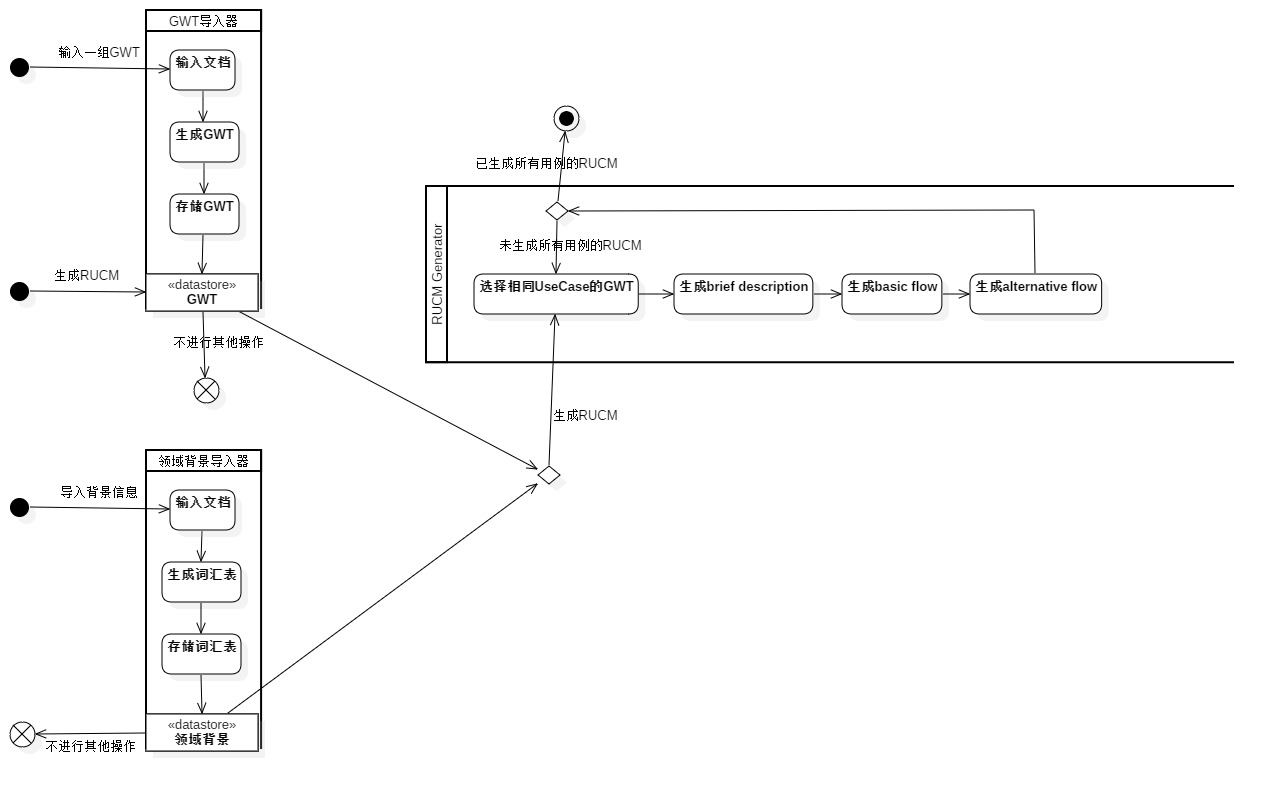 GWT导入器
输入一组GWT
输入文档
生成GWT
存储GWT
生成RUCM
«datastore»
GWT
不进行其他操作
已生成所有用例的RUCM
RUCM Generator
未生成所有用例的RUCM
选择相同UseCase的GWT
生成brief description
生成basic flow
生成alternative flow
生成RUCM
领域背景导入器
导入背景信息
输入文档
生成词汇表
存储词汇表
«datastore»
领域背景
不进行其他操作